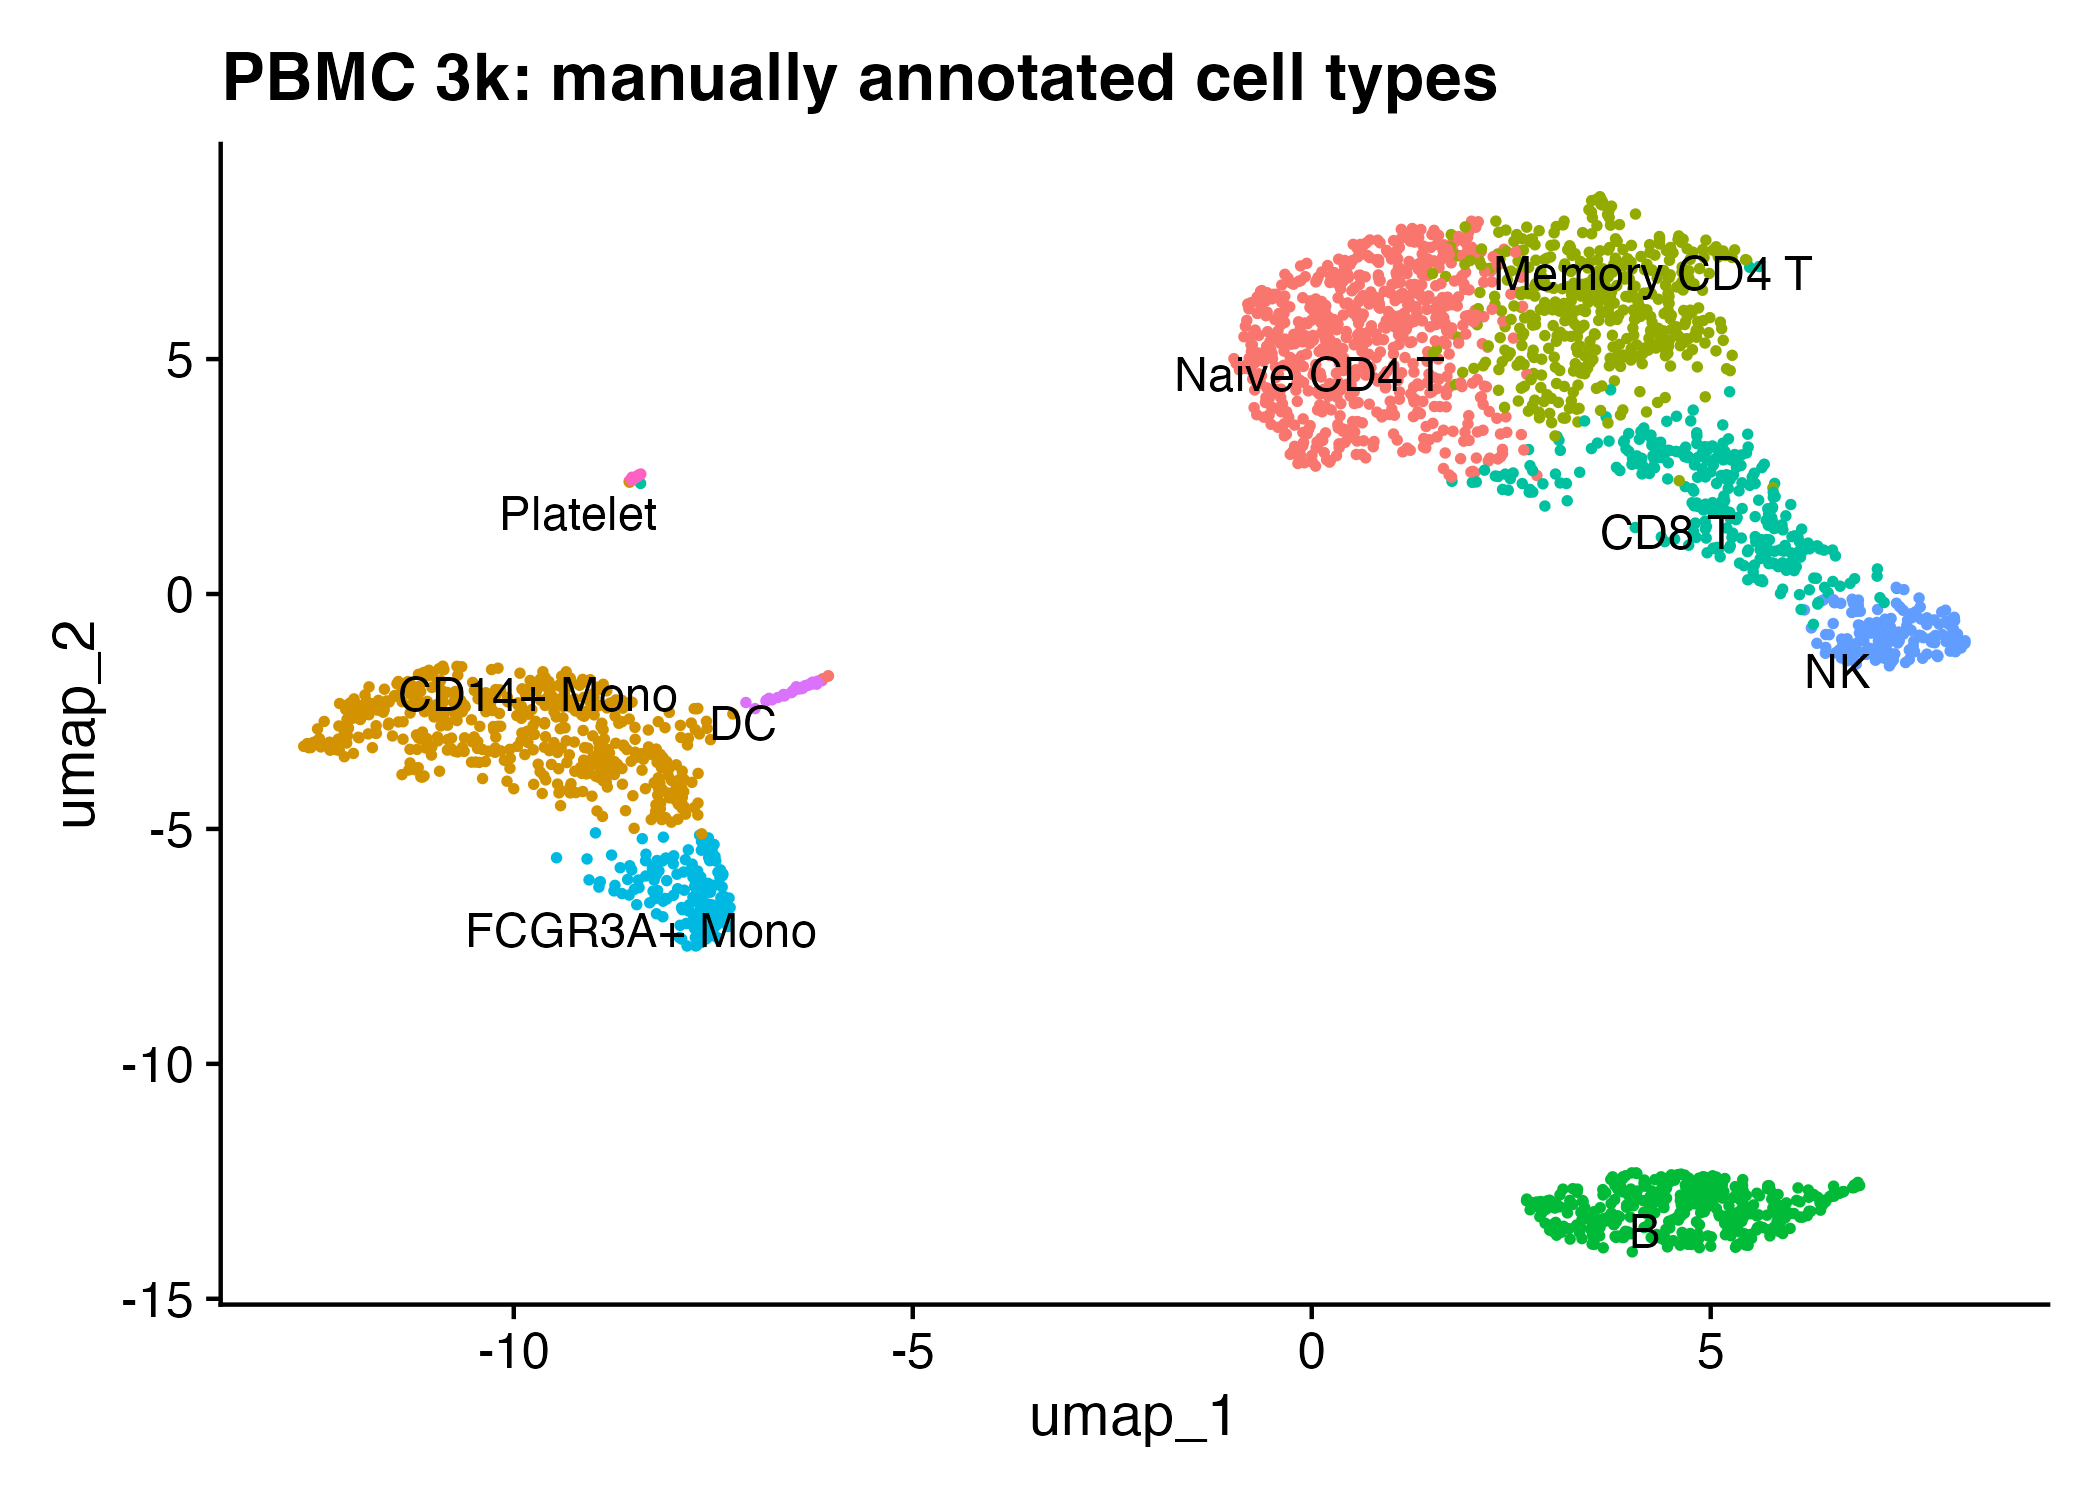 PBMC 3k: manually annotated cell types
Memory CD4 T
Naive CD4 T
Platelet
CD8 T
NK
CD14+ Mono
DC
FCGR3A+ Mono
B
umap_2
5
0
-5
-10
-15
-10
-5
0
5
umap_1